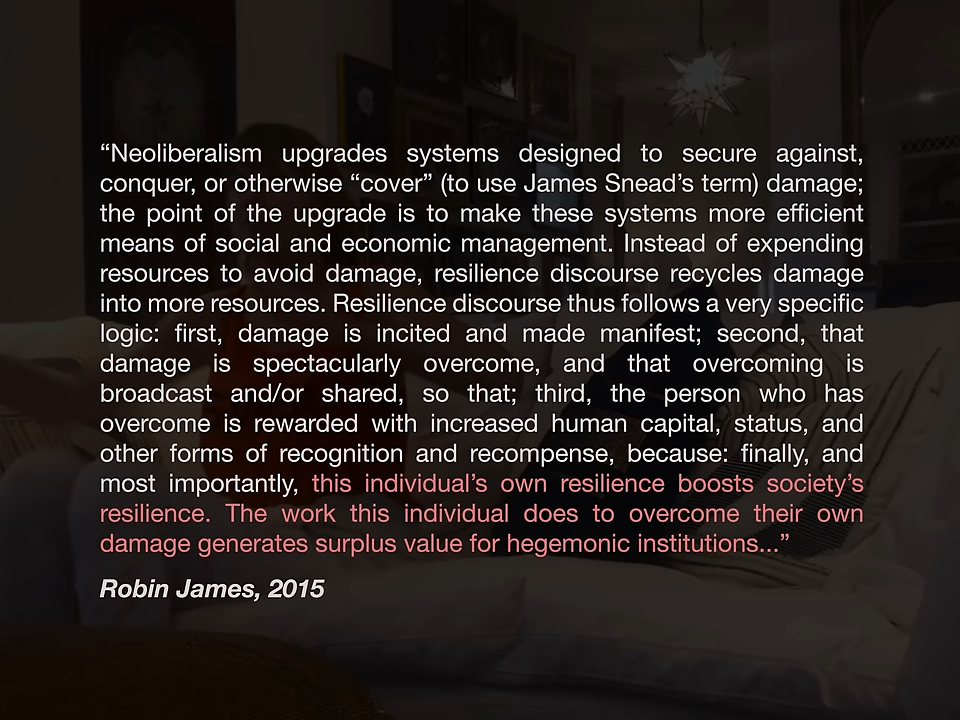 “Neoliberalism upgrades systems designed to secure against,
conquer, or otherwise “cover” (to use James Snead’s term) damage;
the point of the upgrade is to make these systems more efficient
means of social and economic management. Instead of expending
resources to avoid damage, resilience discourse recycles damage
into more resources. Resilience discourse thus follows a very specific
logic: first, damage is incited and made manifest; second, that
damage is spectacularly overcome, and that overcoming is
broadcast and/or shared, so that; third, the person who has
overcome is rewarded with increased human capital, status, and
other forms of recognition and recompense, because: finally, and
most importantly, this individual’s own resilience boosts society’s
resilience. The work this individual does to overcome their own
damage generates surplus value for hegemonic institutions...”
Robin James, 2015